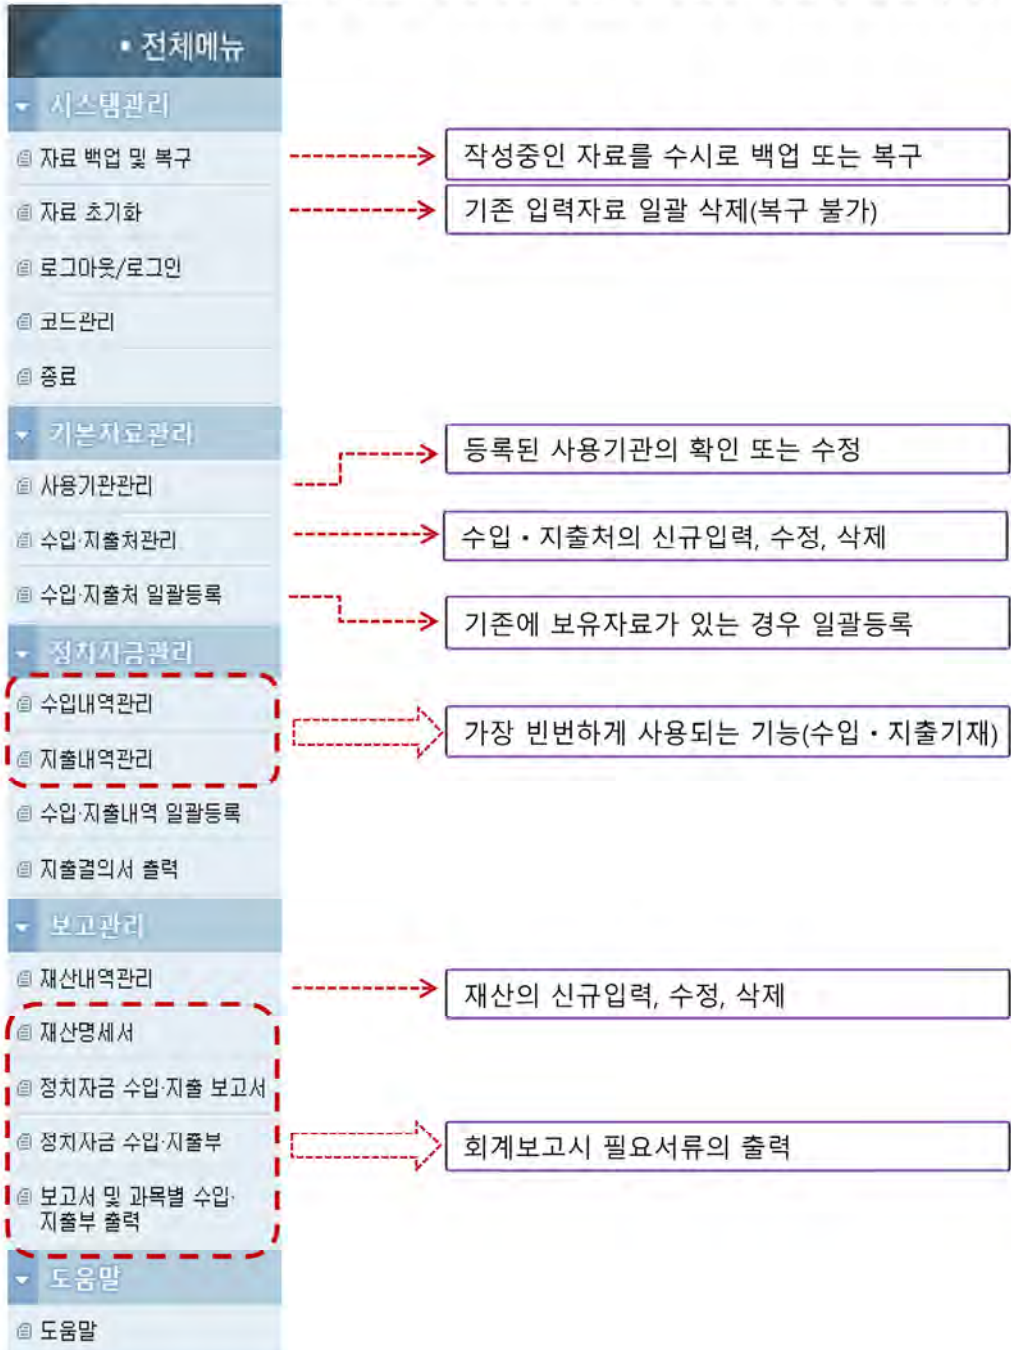 • 전체메뉴
시스템관리
자료 백업 및 복구
작성중인 자료를 수시로 백업 또는 복구
자료 초기화
기존 입력자료 일괄 삭제(복구 불가)
로그아웃/로그인
코드관리
종료
기본자료관리
등록된 사용기관의 확인 또는 수정
사용기관관리
수입·지출처관리
수입·지출처의 신규입력, 수정, 삭제
수입·지출처 일괄등록
기존에 보유자료가 있는 경우 일괄등록
정치자금관리
수입내역관리
가장 빈번하게 사용되는 기능(수입·지출기재)
지출내역관리
수입·지출내역 일괄등록
지출결의서 출력
보고관리
재산내역관리
재산의 신규입력, 수정, 삭제
재산명세서
정치자금 수입·지출 보고서
정치자금 수입·지출부
회계보고시 필요서류의 출력
보고서 및 과목별 수입·
지출부 출력
도움말
도움말